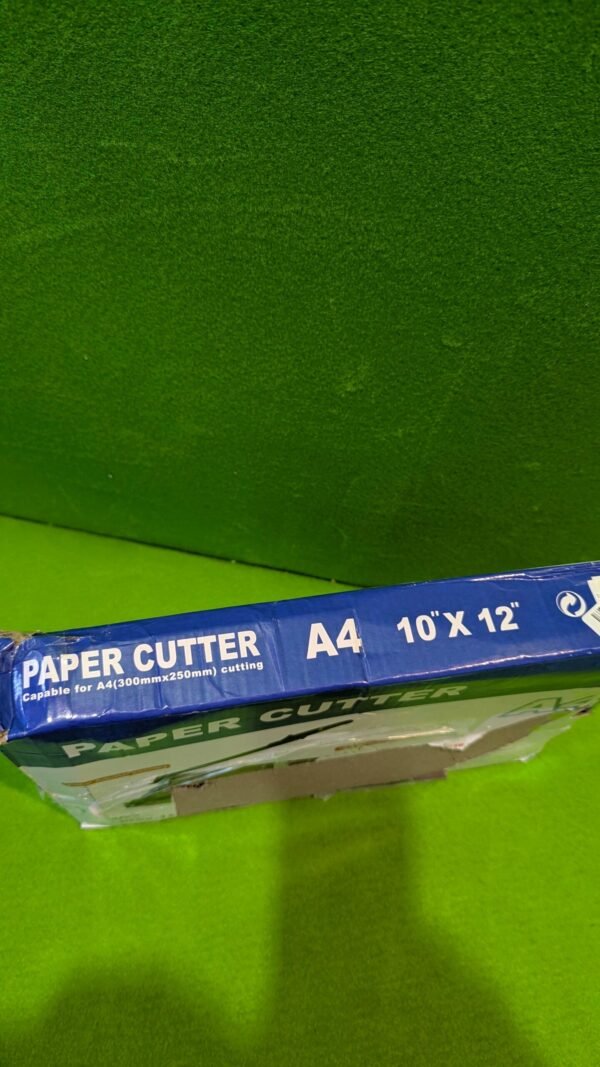 PAPER CUTTER A4 10" X 12"
Capable for A4(300mmx250mm) cutting
PAPER CUTTER